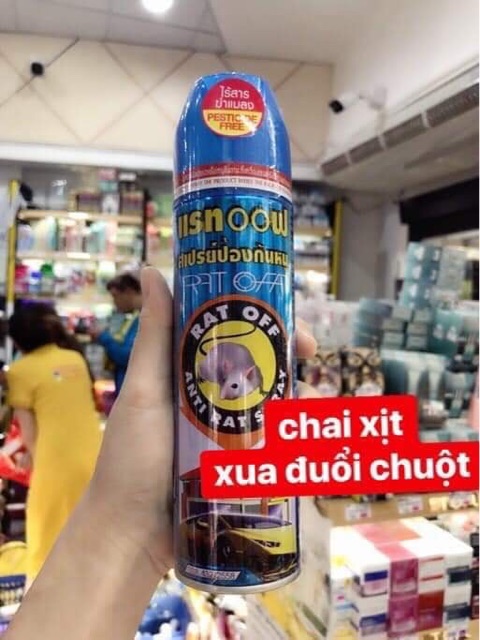 ไร้สาร
ฆ่าแมลง
PESTICIDE
FREE
แรทออฟ
สเปรย์ป้องกันหนู
RAT OFF
RAT OFF
ANTI RAT SPRAY
chai xịt
xua đuổi chuột